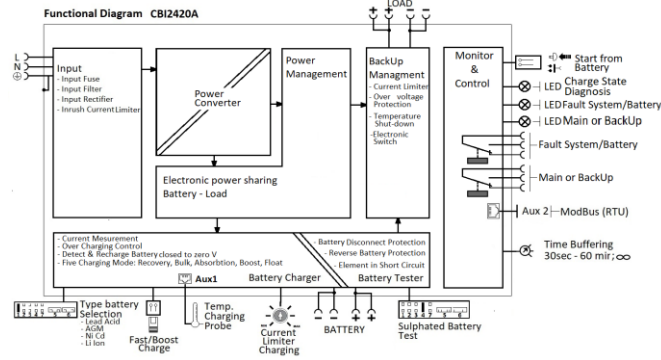 Functional Diagram CBI2420A
LOAD
+ + - -
L
N
Input
- Input Fuse
- Input Filter
- Input Rectifier
- Inrush CurrentLimiter
Power
Converter
Power
Management
BackUp
Managment
- Current Limiter
- Over voltage
Protection
- Temperature
Shut-down
-Electronic
Switch
Monitor
&
Control
Start from
Battery
LED Charge State
Diagnosis
LED Fault System/Battery
LED Main or BackUp
Fault System/Battery
Main or BackUp
Aux 2 ModBus (RTU)
Time Buffering
30sec - 60 mir; ∞
Electronic power sharing
Battery - Load
- Current Mesurement
- Over Charging Control
- Detect & Recharge Battery closed to zero V
- Five Charging Mode: Recovery, Bulk, Absorbtion, Boost, Float
Aux1
Battery Charger
- Battery Disconnect Protection
- Reverse Battery Protection
- Element in Short Circuit
Battery Tester
Type battery
Selection
- Lead Acid
- AGM
- Ni Cd
- Li Ion
Fast/Boost
Charge
Temp.
Charging
Probe
Current
Limiter
Charging
- - + +
BATTERY
Sulphated Battery
Test